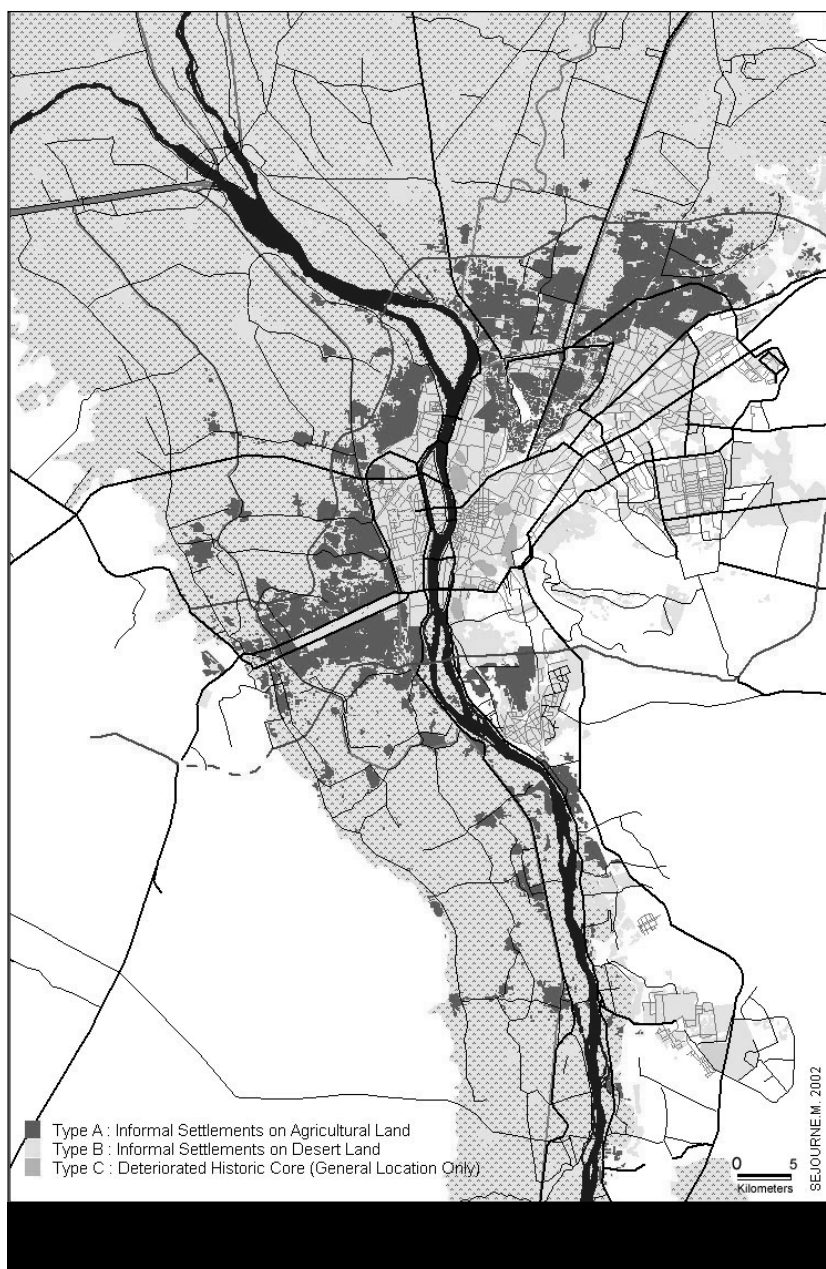 Type A : Informal Settlements on Agricultural Land
Type B : Informal Settlements on Desert Land
Type C : Deteriorated Historic Core (General Location Only)
0 5
Kilometers
SEJOURNE.M. 2002